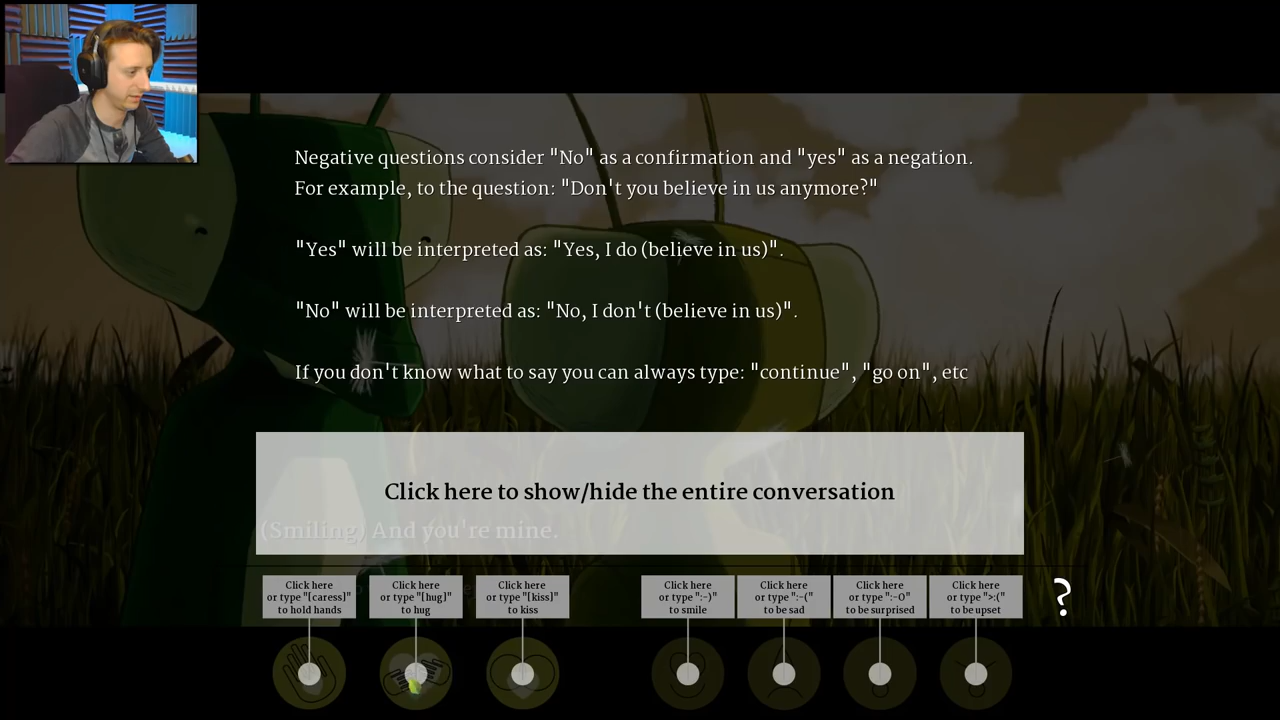 Negative questions consider "No" as a confirmation and "yes" as a negation.
For example, to the question: "Don't you believe in us anymore?"
"Yes" will be interpreted as: "Yes, I do (believe in us)".
"No" will be interpreted as: "No, I don't (believe in us)".
If you don't know what to say you can always type: "continue", "go on", etc
Click here to show/hide the entire conversation
(Smiling) And you're mine.
Click here
or type "[caress]"
to hold hands
Click here
or type "[hug]"
to hug
Click here
or type "[kiss]"
to kiss
Click here
or type ":-)"
to smile
Click here
or type ":-("
to be sad
Click here
or type ":-O"
to be surprised
Click here
or type ">:("
to be upset
?